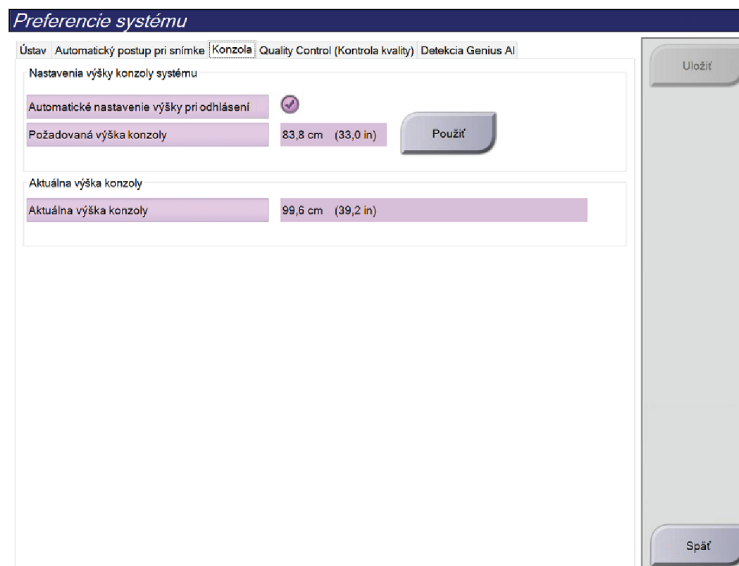 Preferencie systému
Ústav Automatický postup pri snímke Konzola Quality Control (Kontrola kvality) Detekcia Genius AI
Uložiť
Nastavenia výšky konzoly systému
Automatické nastavenie výšky pri odhlásení
Požadovaná výška konzoly 83,8 cm (33,0 in) Použiť
Aktuálna výška konzoly
Aktuálna výška konzoly 99,6 cm (39,2 in)
Späť